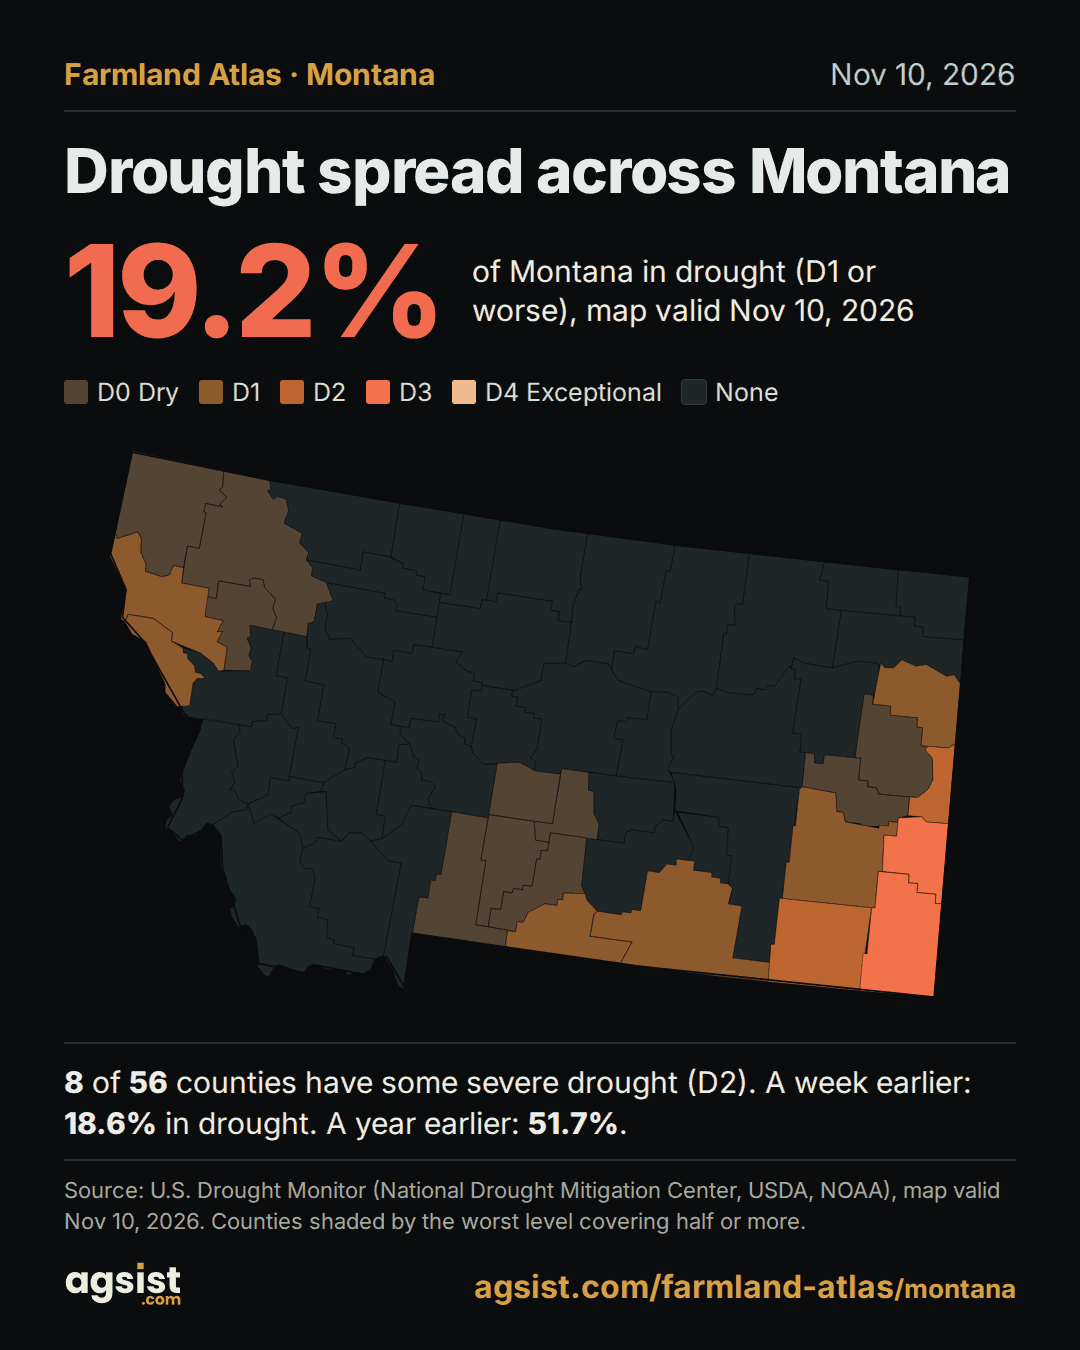 Farmland Atlas · Montana
Nov 10, 2026
Drought spread across Montana
19.2%
of Montana in drought (D1 or
worse), map valid Nov 10, 2026
D0 Dry D1 D2 D3 D4 Exceptional None
8 of 56 counties have some severe drought (D2). A week earlier:
18.6% in drought. A year earlier: 51.7%.
Source: U.S. Drought Monitor (National Drought Mitigation Center, USDA, NOAA), map valid
Nov 10, 2026. Counties shaded by the worst level covering half or more.
agsist
.com
agsist.com/farmland-atlas/montana